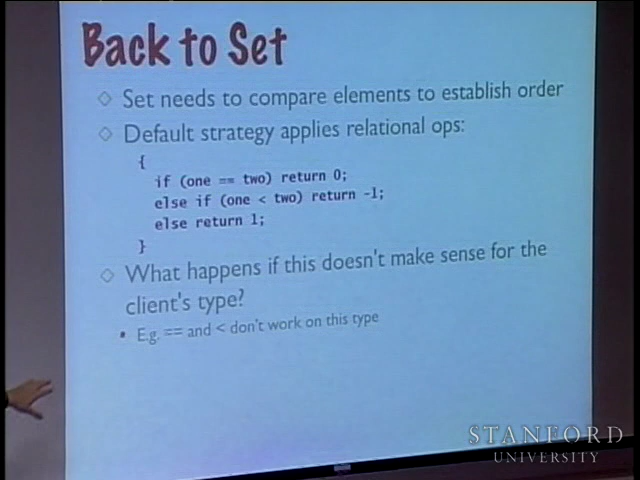 Back to Set
Set needs to compare elements to establish order
Default strategy applies relational ops:
{
if (one == two) return 0;
else if (one < two) return -1;
else return 1;
}
What happens if this doesn't make sense for the
client's type?
E.g. == and < don't work on this type
STANFORD
UNIVERSITY